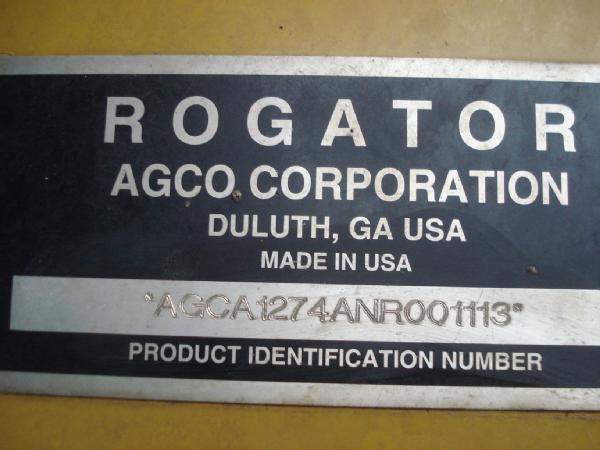 ROGATOR
AGCO CORPORATION
DULUTH, GA USA
MADE IN USA
*AGCA1274ANR001113*
PRODUCT IDENTIFICATION NUMBER